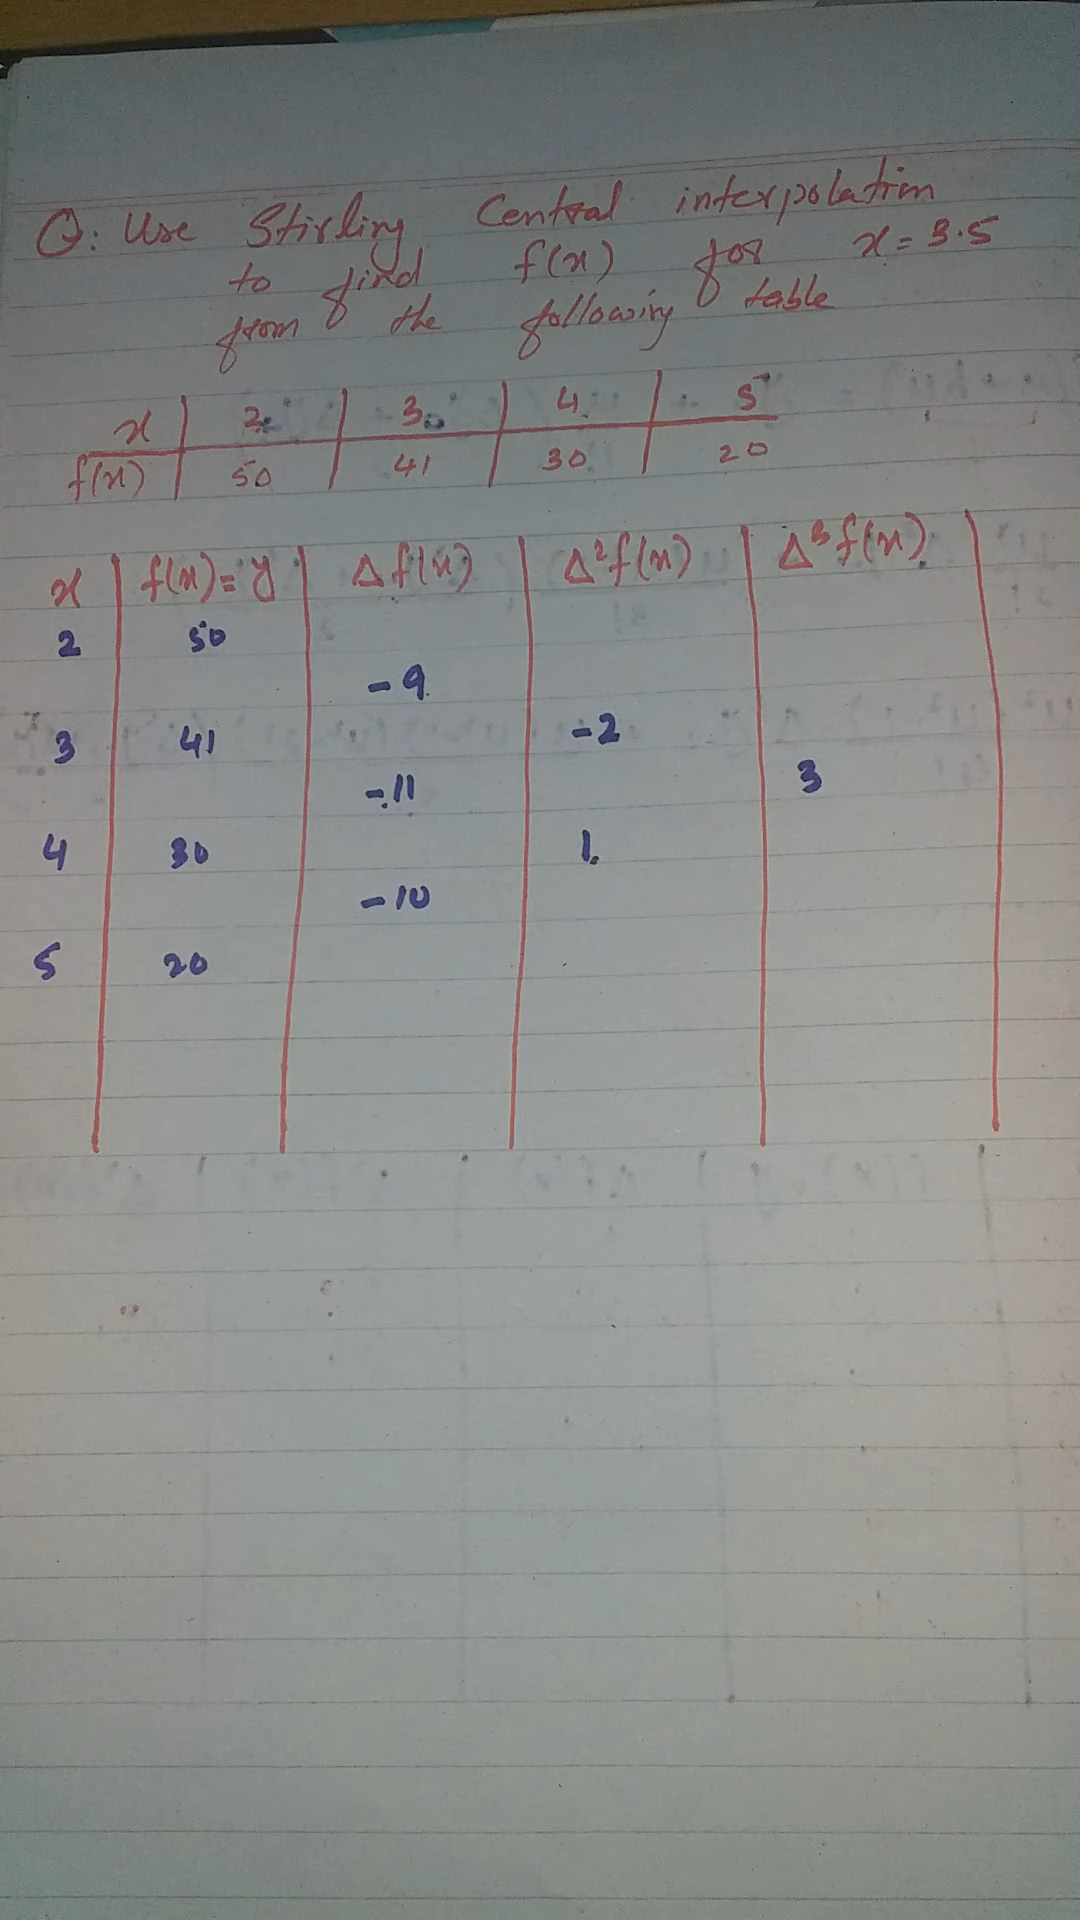 Q: Use Stirling Central interpolation
to find f(x) for x = 3.5
from the following table
x | 2 | 3 | 4 | 5
f(x) | 50 | 41 | 30 | 20
x | f(x)=y | Δf(x) | Δ²f(x) | Δ³f(x)
2 50
-9
3 41 -2
-11 3
4 30 1
-10
5 20